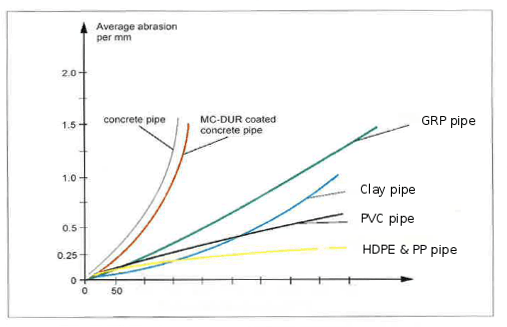 Average abrasion
per mm
2.0
1.5
1.0
0.5
0.25
0
0
50
concrete pipe
MC-DUR coated
concrete pipe
GRP pipe
Clay pipe
PVC pipe
HDPE & PP pipe